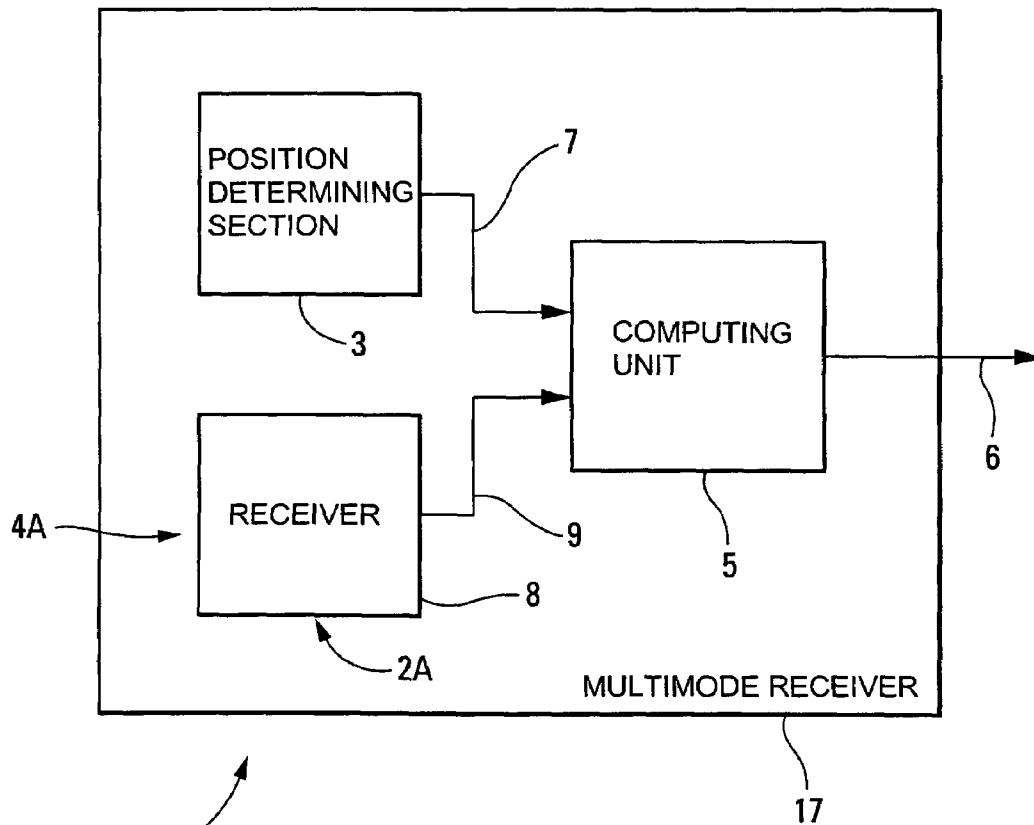 POSITION
DETERMINING
SECTION
7
3
COMPUTING
UNIT
6
5
4A
RECEIVER
9
8
2A
MULTIMODE RECEIVER
17